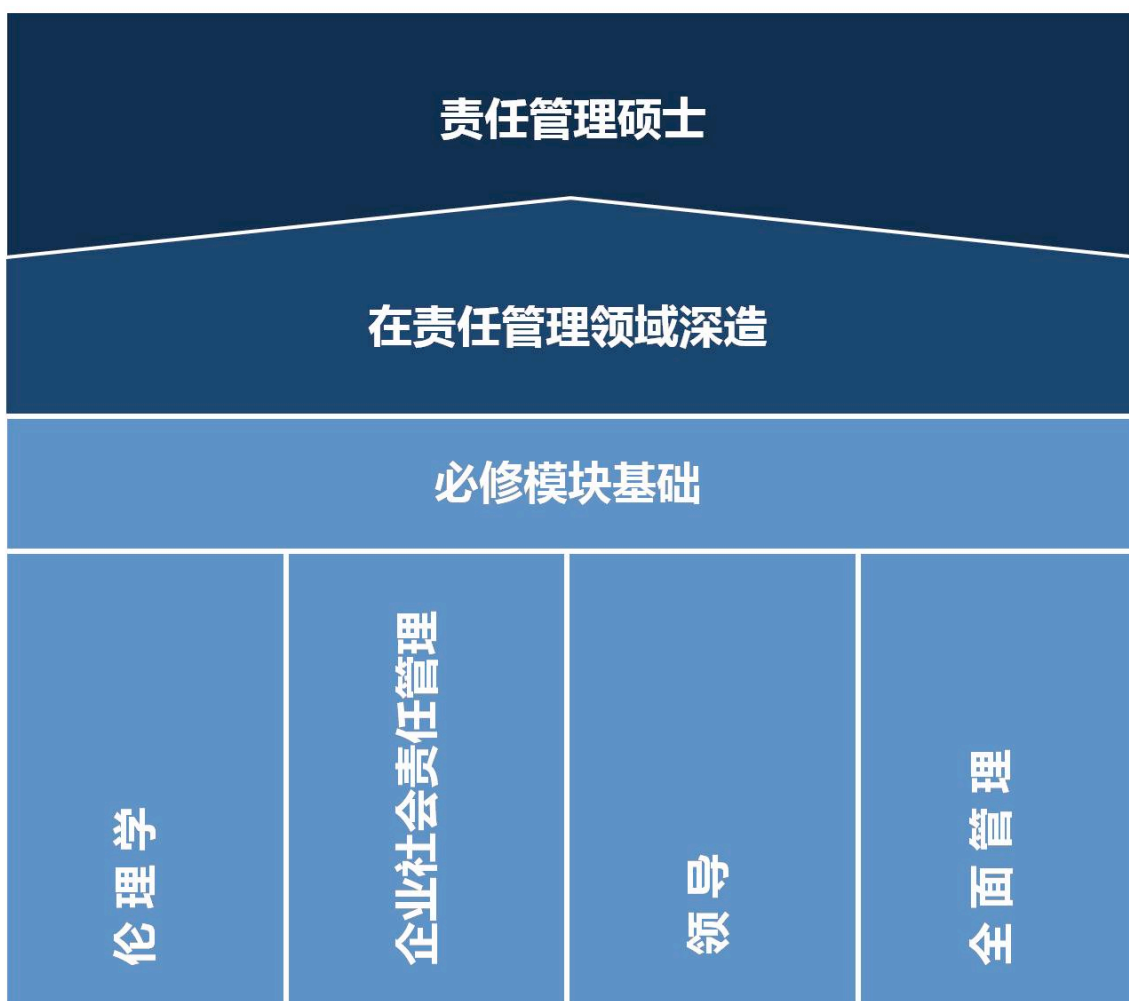 责任管理硕士
在责任管理领域深造
必修模块基础
伦理学
企业社会责任管理
领导
全面管理